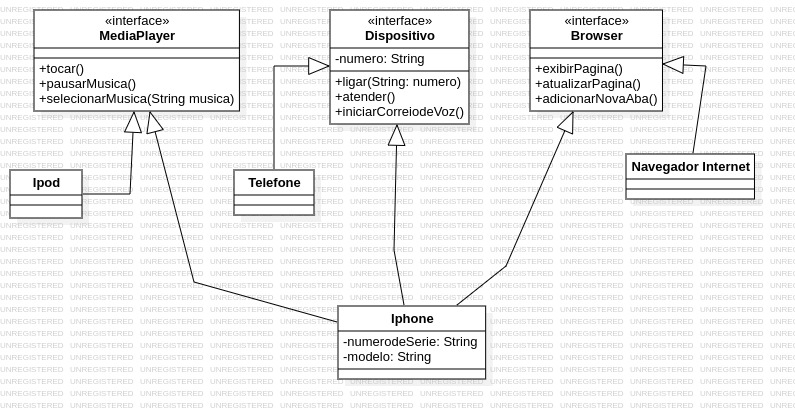 «interface»
MediaPlayer
+tocar()
+pausarMusica()
+selecionarMusica(String musica)
«interface»
Dispositivo
-numero: String
+ligar(String: numero)
+atender()
+iniciarCorreiodeVoz()
«interface»
Browser
+exibirPagina()
+atualizarPagina()
+adicionarNovaAba()
Ipod
Telefone
Navegador Internet
Iphone
-numerodeSerie: String
-modelo: String
UNREGISTERED